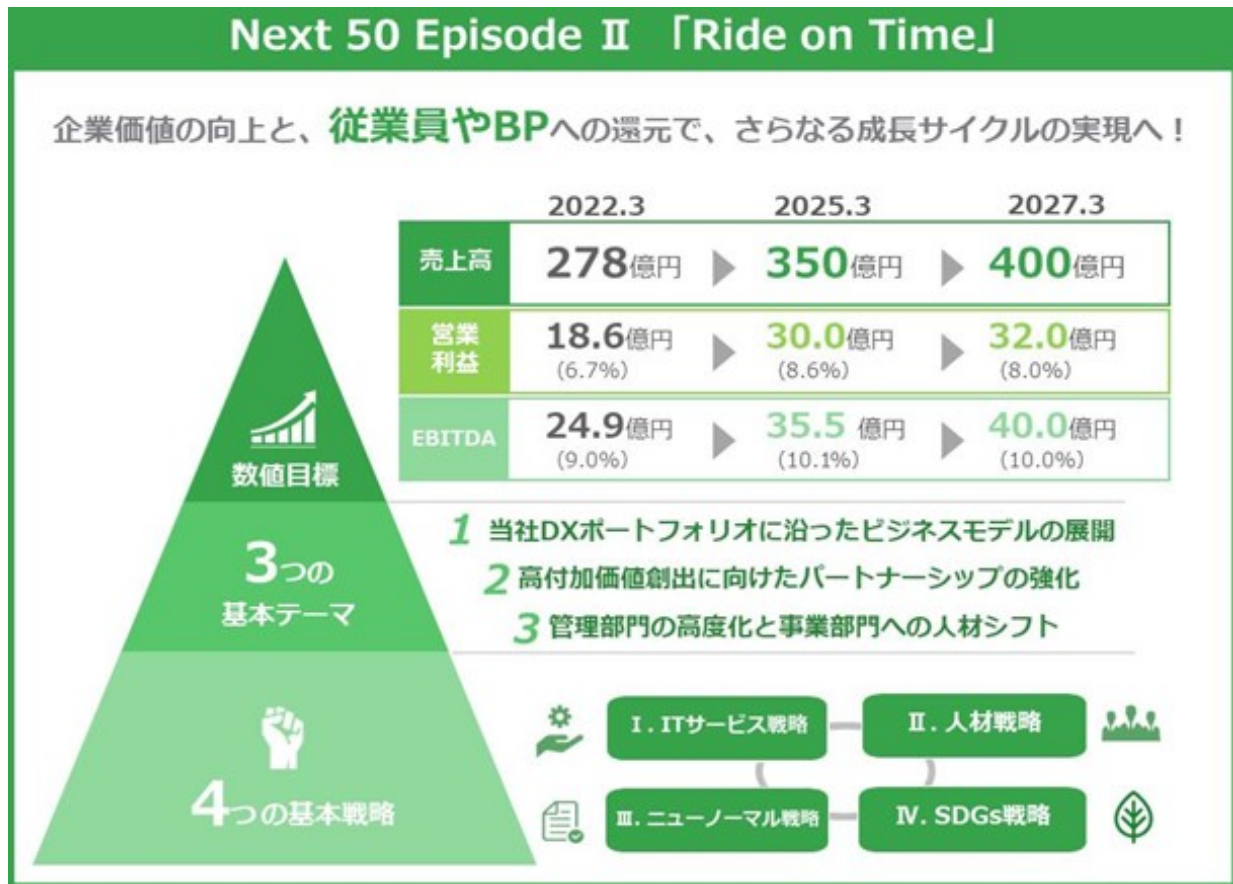 Next 50 Episode Ⅱ 「Ride on Time」
企業価値の向上と、従業員やBPへの還元で、さらなる成長サイクルの実現へ！
2022.3 2025.3 2027.3
売上高 278億円 350億円 400億円
営業
利益
18.6億円 30.0億円 32.0億円
(6.7%) (8.6%) (8.0%)
EBITDA
24.9億円 35.5 億円 40.0億円
(9.0%) (10.1%) (10.0%)
数値目標
3つの
基本テーマ
1 当社DXポートフォリオに沿ったビジネスモデルの展開
2 高付加価値創出に向けたパートナーシップの強化
3 管理部門の高度化と事業部門への人材シフト
4つの基本戦略
Ⅰ. ITサービス戦略
Ⅱ. 人材戦略
Ⅲ. ニューノーマル戦略
Ⅳ. SDGs戦略